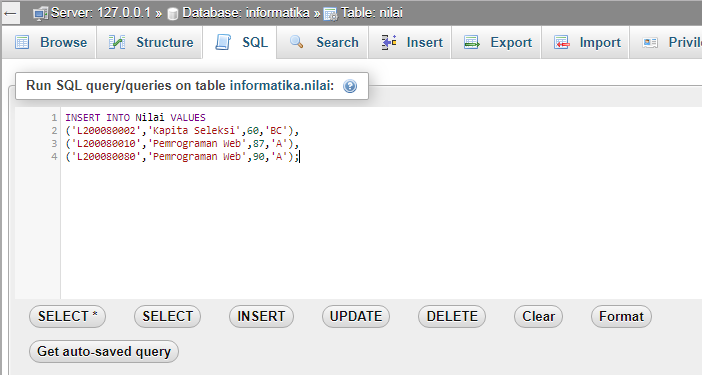 Server: 127.0.0.1 » Database: informatika » Table: nilai
Browse Structure SQL Search Insert Export Import Privil
Run SQL query/queries on table informatika.nilai:
1 INSERT INTO Nilai VALUES
2 ('L200080002','Kapita Seleksi',60,'BC'),
3 ('L200080010','Pemrograman Web',87,'A'),
4 ('L200080080','Pemrograman Web',90,'A');
SELECT * SELECT INSERT UPDATE DELETE Clear Format
Get auto-saved query